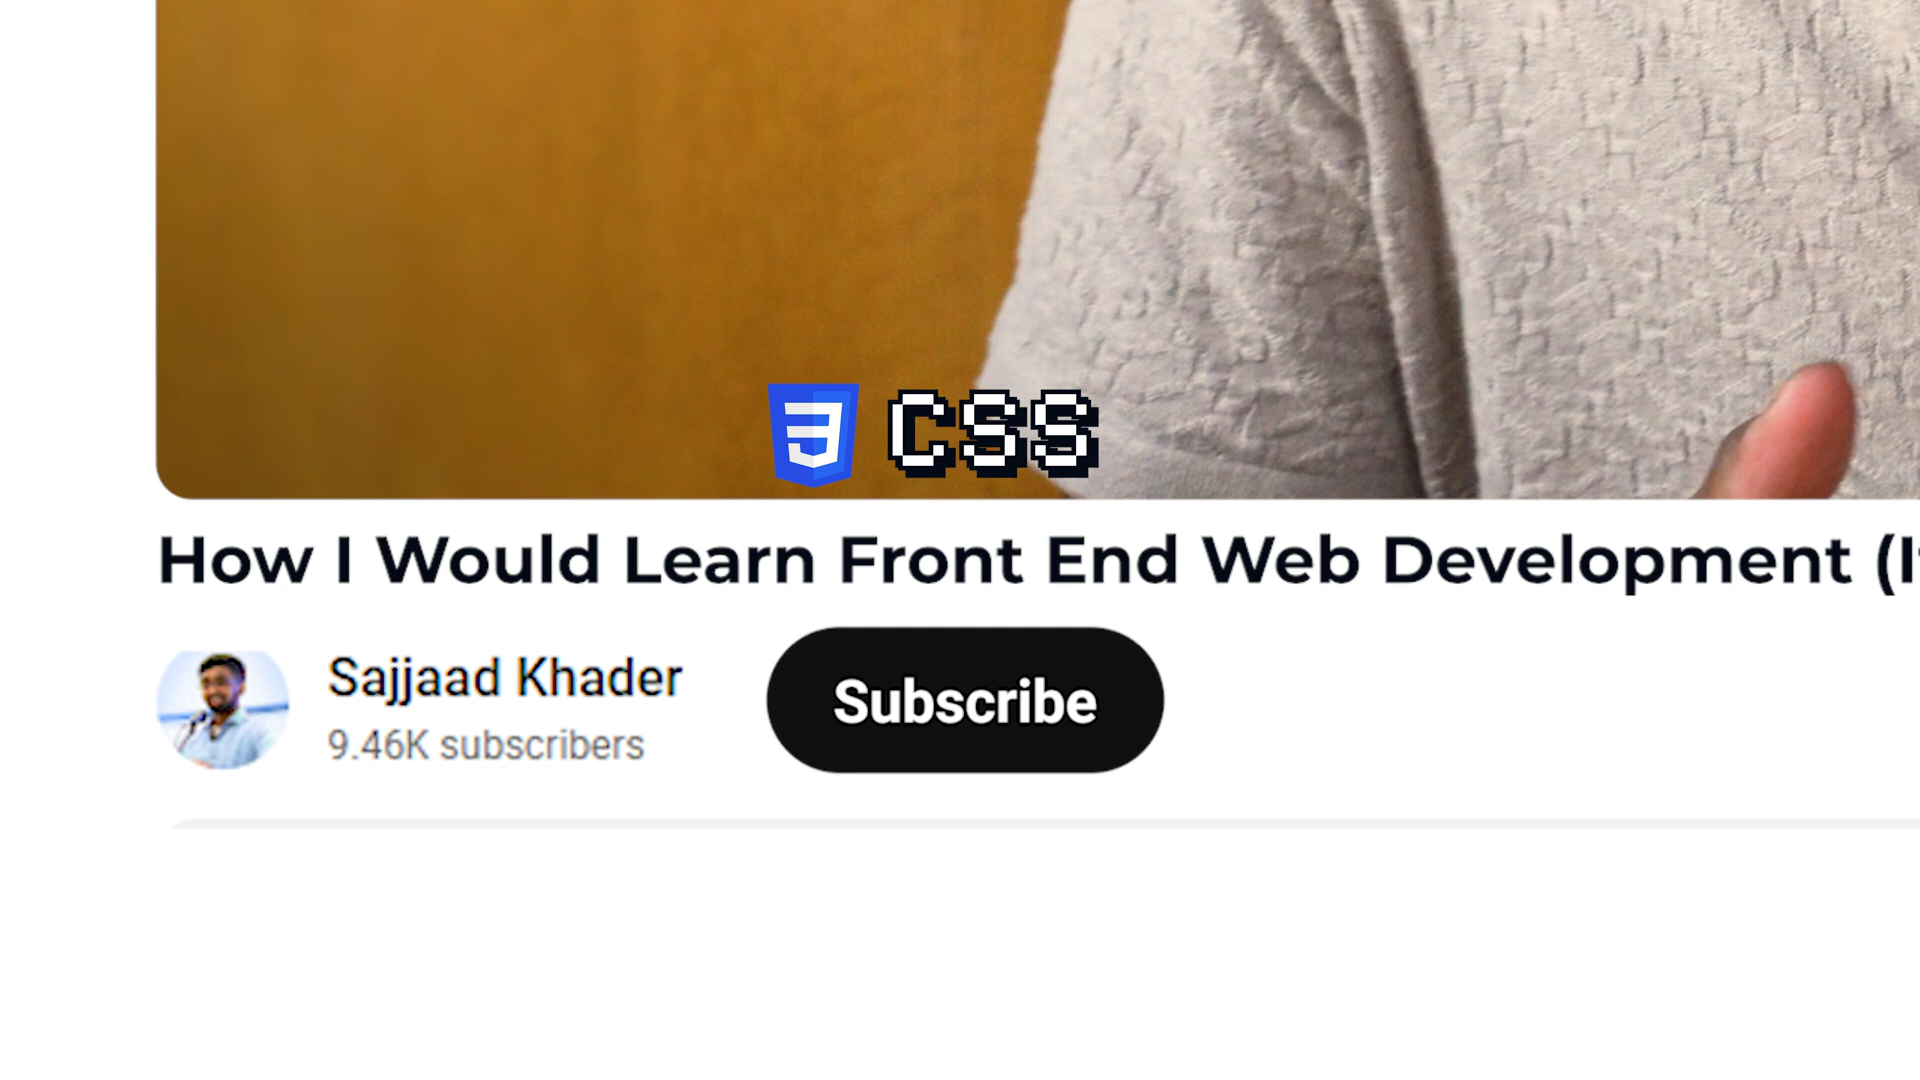 CSS
How I Would Learn Front End Web Development (I
Sajjaad Khader
9.46K subscribers
Subscribe